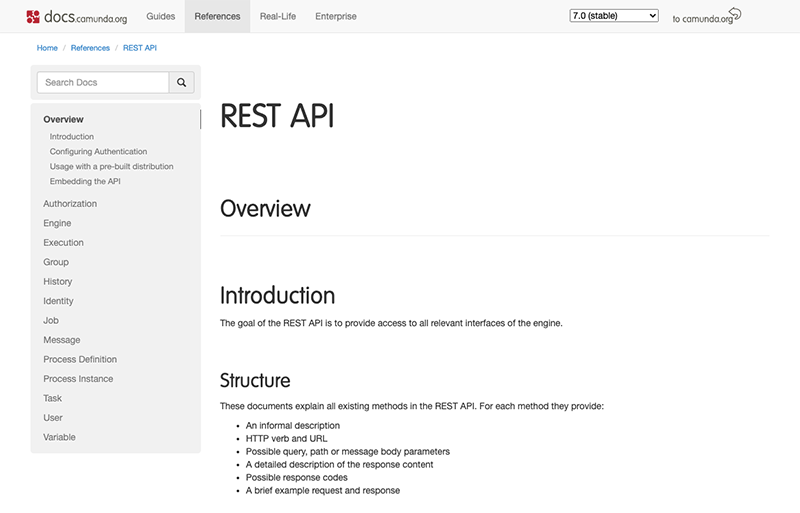 docs.camunda.org Guides References Real-Life Enterprise 7.0 (stable) to camunda.org
Home / References / REST API
Search Docs
Overview
Introduction
Configuring Authentication
Usage with a pre-built distribution
Embedding the API
Authorization
Engine
Execution
Group
History
Identity
Job
Message
Process Definition
Process Instance
Task
User
Variable
REST API
Overview
Introduction
The goal of the REST API is to provide access to all relevant interfaces of the engine.
Structure
These documents explain all existing methods in the REST API. For each method they provide:
• An informal description
• HTTP verb and URL
• Possible query, path or message body parameters
• A detailed description of the response content
• Possible response codes
• A brief example request and response